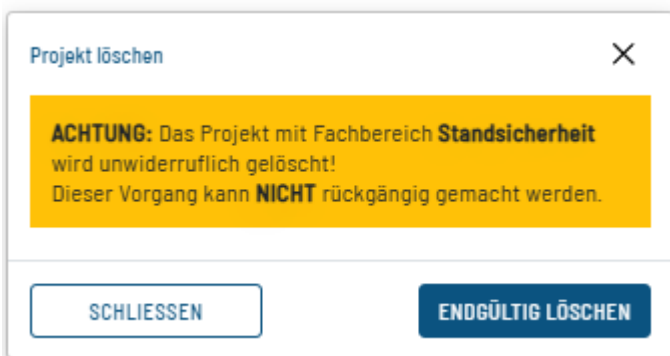 Projekt löschen
ACHTUNG: Das Projekt mit Fachbereich Standsicherheit
wird unwiderruflich gelöscht!
Dieser Vorgang kann NICHT rückgängig gemacht werden.
SCHLIESSEN
ENDGÜLTIG LÖSCHEN